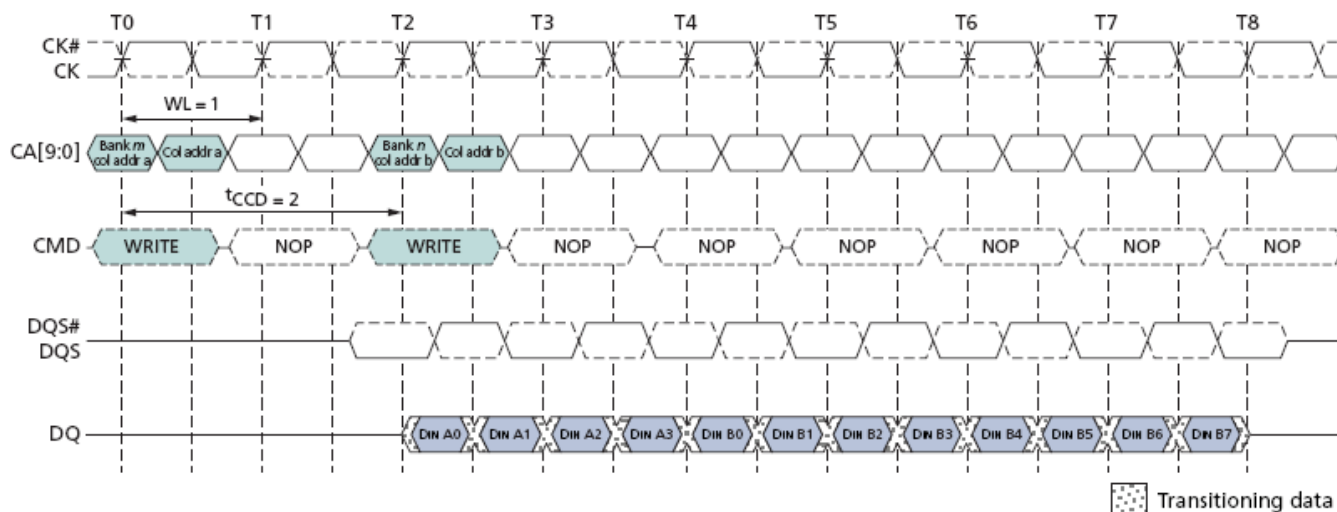 T0 T1 T2 T3 T4 T5 T6 T7 T8
CK#
CK
WL = 1
CA[9:0] Bank m col addr a Col addr a Bank n col addr b Col addr b
tCCD = 2
CMD WRITE NOP WRITE NOP NOP NOP NOP NOP NOP
DQS#
DQS
DQ DIN A0 DIN A1 DIN A2 DIN A3 DIN B0 DIN B1 DIN B2 DIN B3 DIN B4 DIN B5 DIN B6 DIN B7
Transitioning data